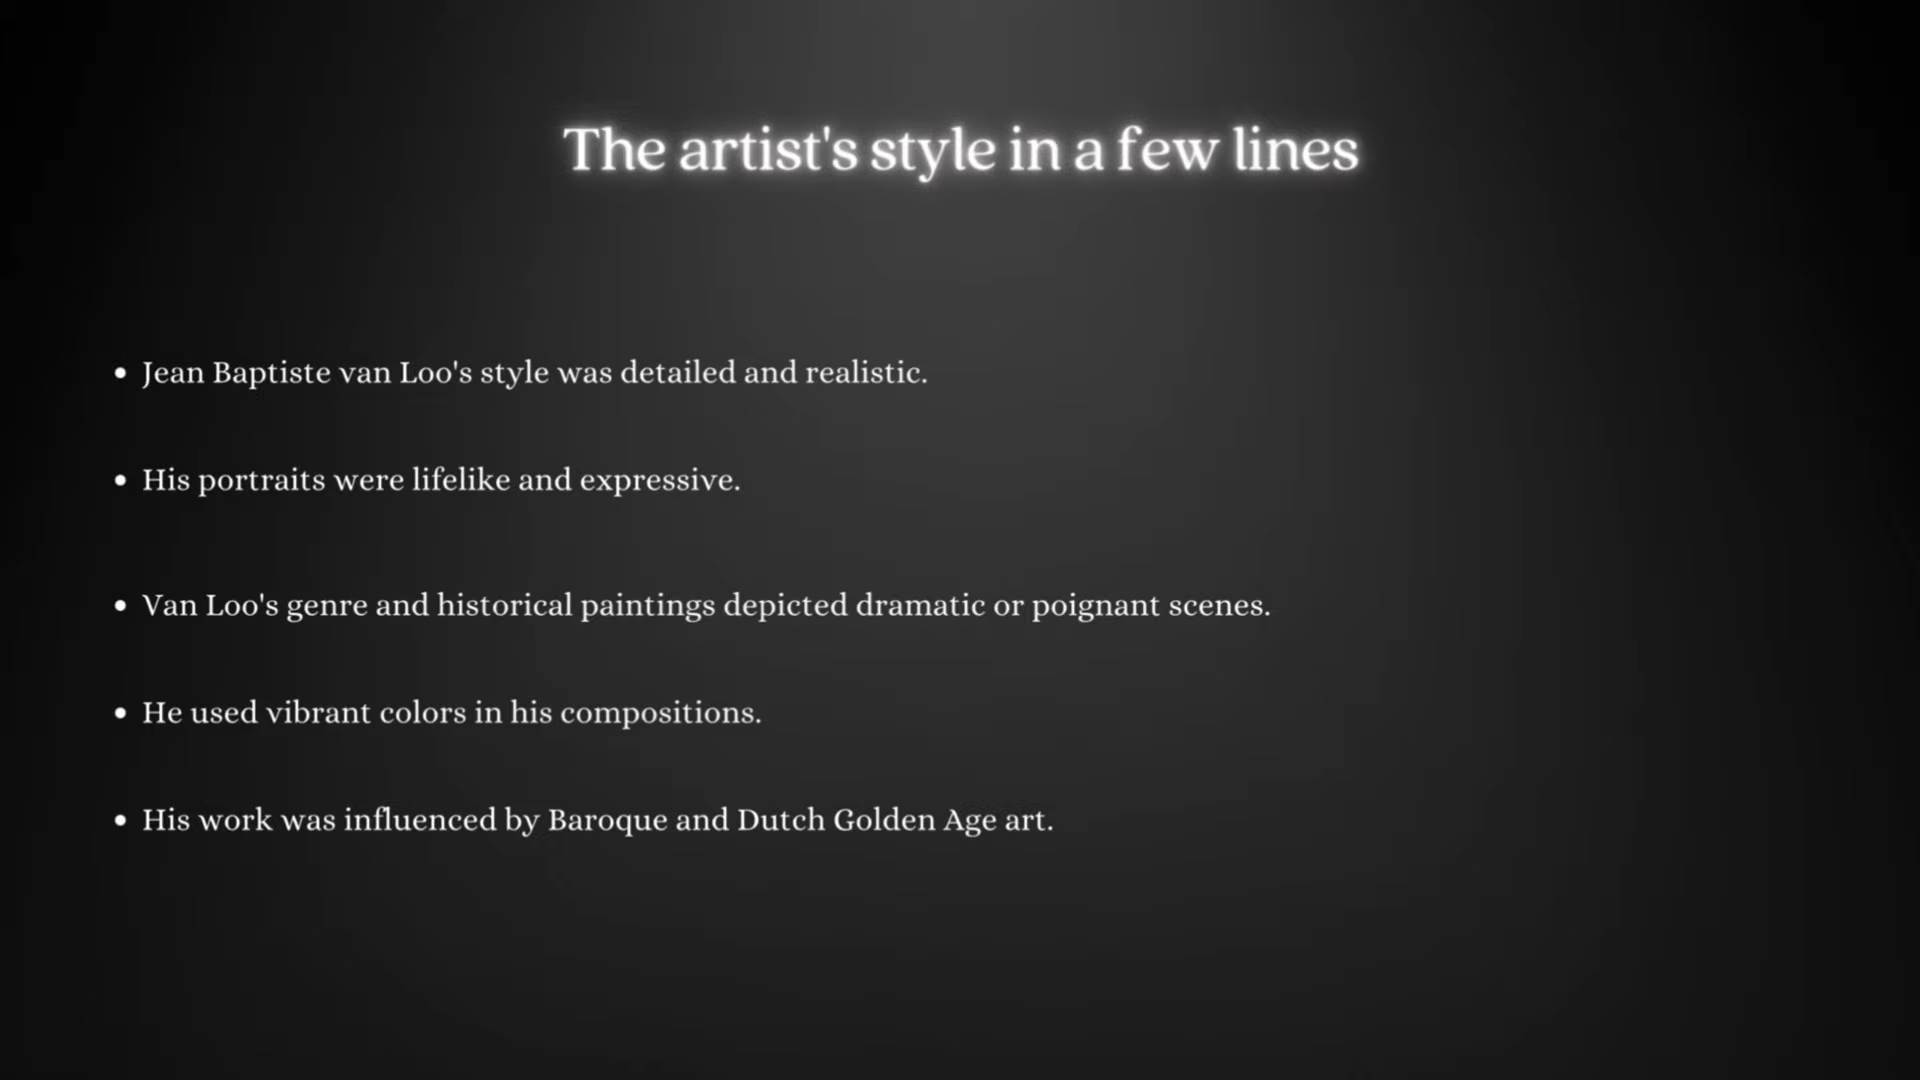 The artist's style in a few lines
• Jean Baptiste van Loo's style was detailed and realistic.
• His portraits were lifelike and expressive.
• Van Loo's genre and historical paintings depicted dramatic or poignant scenes.
• He used vibrant colors in his compositions.
• His work was influenced by Baroque and Dutch Golden Age art.